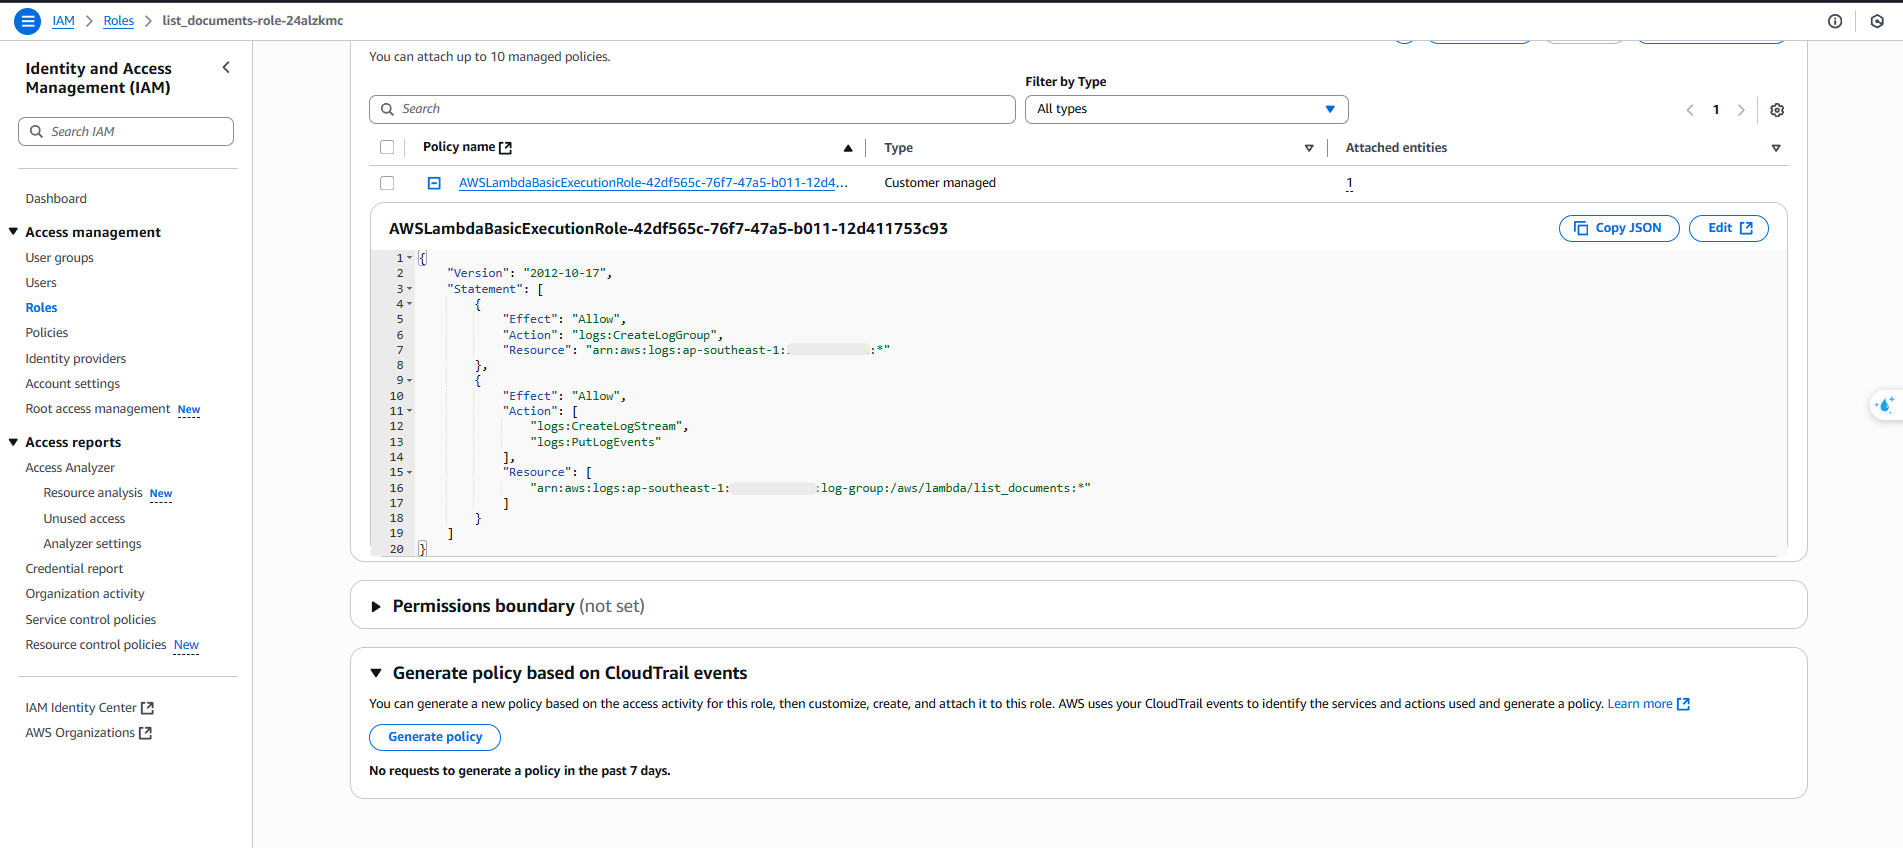 IAM > Roles > list_documents-role-24alzkmc
Identity and Access
Management (IAM)
Search IAM
Dashboard
Access management
User groups
Users
Roles
Policies
Identity providers
Account settings
Root access management New
Access reports
Access Analyzer
Resource analysis New
Unused access
Analyzer settings
Credential report
Organization activity
Service control policies
Resource control policies New
IAM Identity Center
AWS Organizations
You can attach up to 10 managed policies.
Filter by Type
Search
All types
1
Policy name
Type
Attached entities
AWSLambdaBasicExecutionRole-42df565c-76f7-47a5-b011-12d4...
Customer managed
1
AWSLambdaBasicExecutionRole-42df565c-76f7-47a5-b011-12d411753c93
Copy JSON
Edit
1 {
2 "Version": "2012-10-17",
3 "Statement": [
4 {
5 "Effect": "Allow",
6 "Action": "logs:CreateLogGroup",
7 "Resource": "arn:aws:logs:ap-southeast-1: :*"
8 },
9 {
10 "Effect": "Allow",
11 "Action": [
12 "logs:CreateLogStream",
13 "logs:PutLogEvents"
14 ],
15 "Resource": [
16 "arn:aws:logs:ap-southeast-1: :log-group:/aws/lambda/list_documents:*"
17 ]
18 }
19 ]
20 }
Permissions boundary (not set)
Generate policy based on CloudTrail events
You can generate a new policy based on the access activity for this role, then customize, create, and attach it to this role. AWS uses your CloudTrail events to identify the services and actions used and generate a policy. Learn more
Generate policy
No requests to generate a policy in the past 7 days.